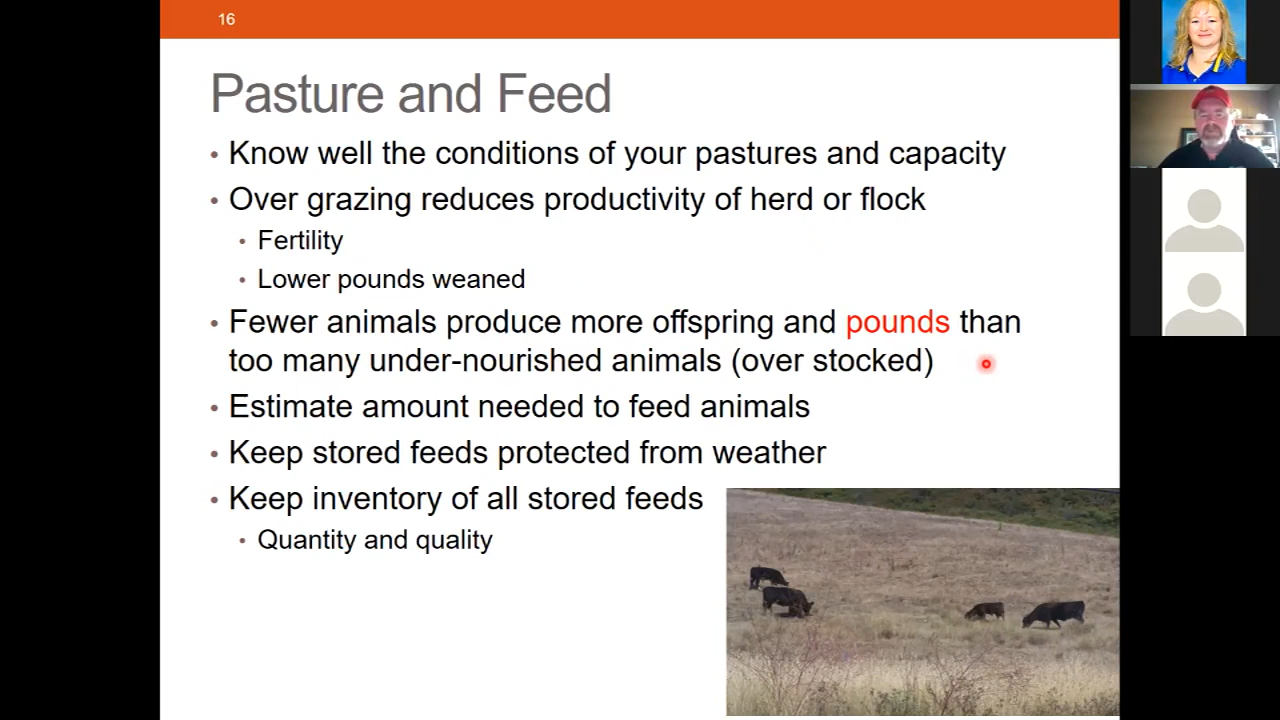 16
Pasture and Feed
• Know well the conditions of your pastures and capacity
• Over grazing reduces productivity of herd or flock
• Fertility
• Lower pounds weaned
• Fewer animals produce more offspring and pounds than
too many under-nourished animals (over stocked)
• Estimate amount needed to feed animals
• Keep stored feeds protected from weather
• Keep inventory of all stored feeds
• Quantity and quality